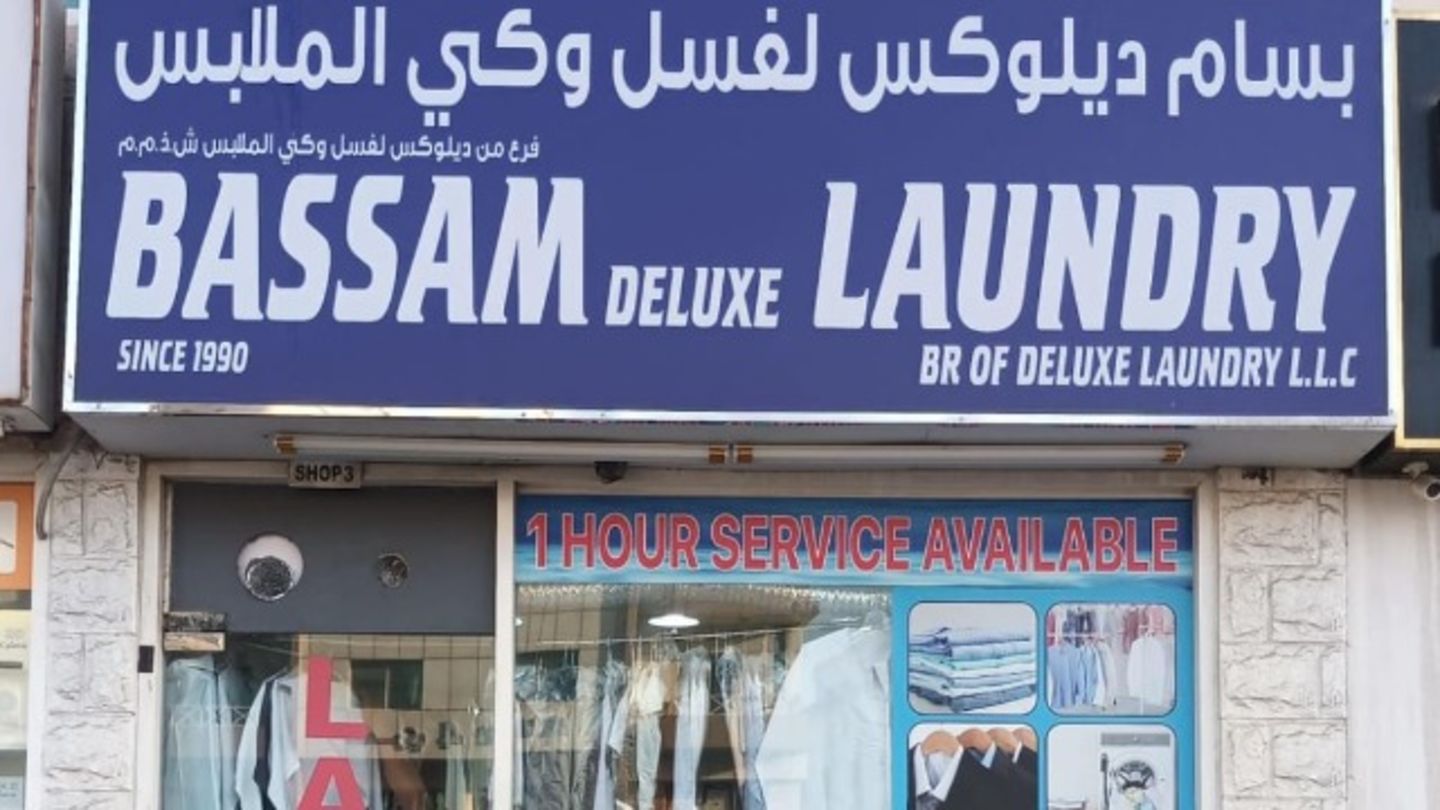 بسام ديلوكس لغسل وكي الملابس
فرع من ديلوكس لغسل وكي الملابس ش.ذ.م.م
BASSAM DELUXE LAUNDRY
SINCE 1990
BR OF DELUXE LAUNDRY L.L.C
SHOP3
1 HOUR SERVICE AVAILABLE
L
A